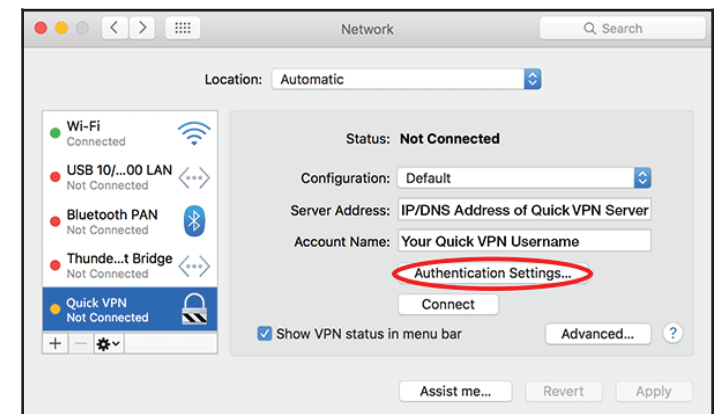 Network
Search
Location: Automatic
Wi-Fi
Connected
USB 10/...00 LAN
Not Connected
Bluetooth PAN
Not Connected
Thunde...t Bridge
Not Connected
Quick VPN
Not Connected
Status: Not Connected
Configuration: Default
Server Address: IP/DNS Address of Quick VPN Server
Account Name: Your Quick VPN Username
Authentication Settings...
Connect
Show VPN status in menu bar
Advanced...
?
Assist me...
Revert
Apply